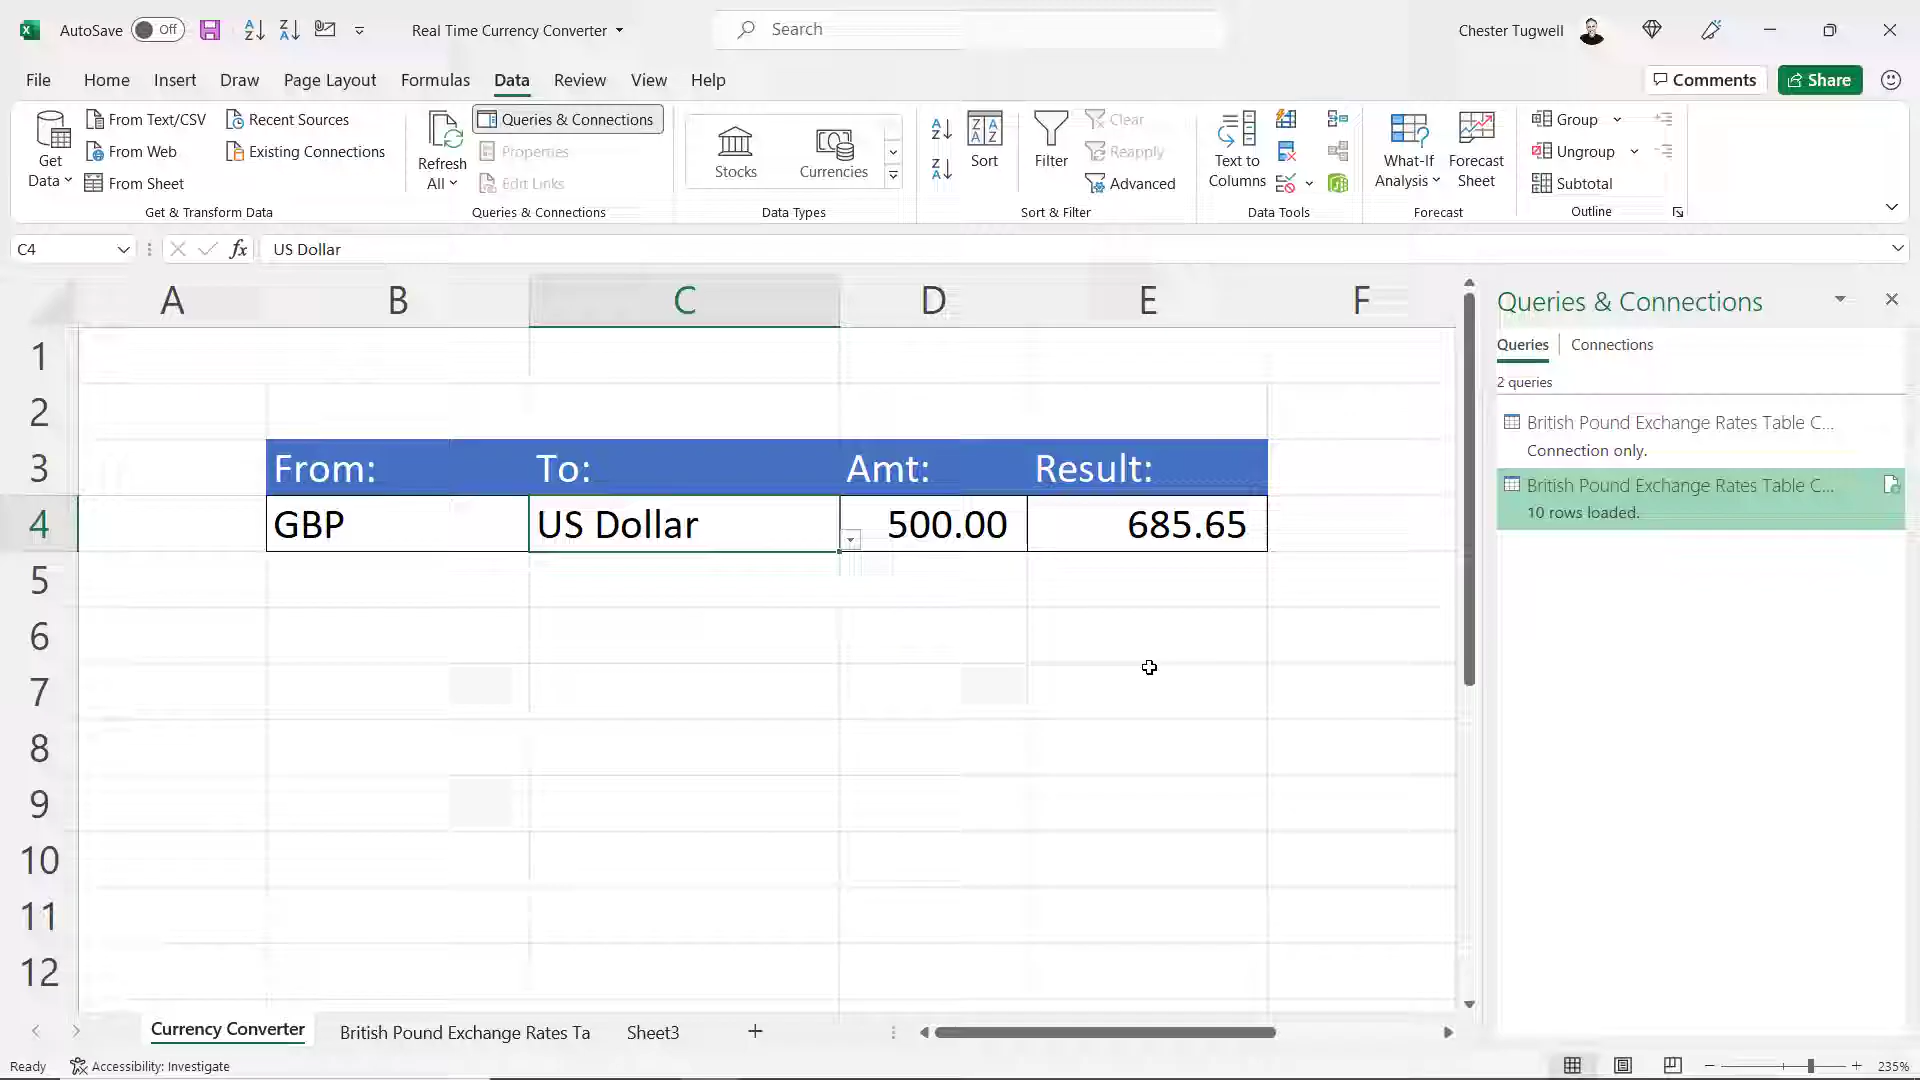 AutoSave Off Real Time Currency Converter Search Chester Tugwell
File Home Insert Draw Page Layout Formulas Data Review View Help Comments Share
Get Data
From Text/CSV
From Web
From Sheet
Recent Sources
Existing Connections
Get & Transform Data
Refresh All
Queries & Connections
Properties
Edit Links
Queries & Connections
Stocks
Currencies
Data Types
Sort
Filter
Clear
Reapply
Advanced
Sort & Filter
Text to Columns
Data Tools
What-If Analysis
Forecast Sheet
Forecast
Group
Ungroup
Subtotal
Outline
C4 fx US Dollar
A B C D E F
1
2
3 From: To: Amt: Result:
4 GBP US Dollar 500.00 685.65
5
6
7
8
9
10
11
12
Queries & Connections
Queries Connections
2 queries
British Pound Exchange Rates Table C...
Connection only.
British Pound Exchange Rates Table C...
10 rows loaded.
Currency Converter British Pound Exchange Rates Ta Sheet3
Ready Accessibility: Investigate 235%